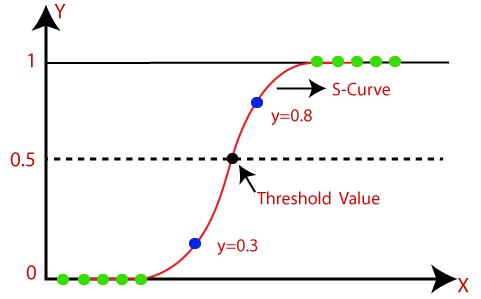 Y
1
S-Curve
y=0.8
0.5
Threshold Value
y=0.3
0
X